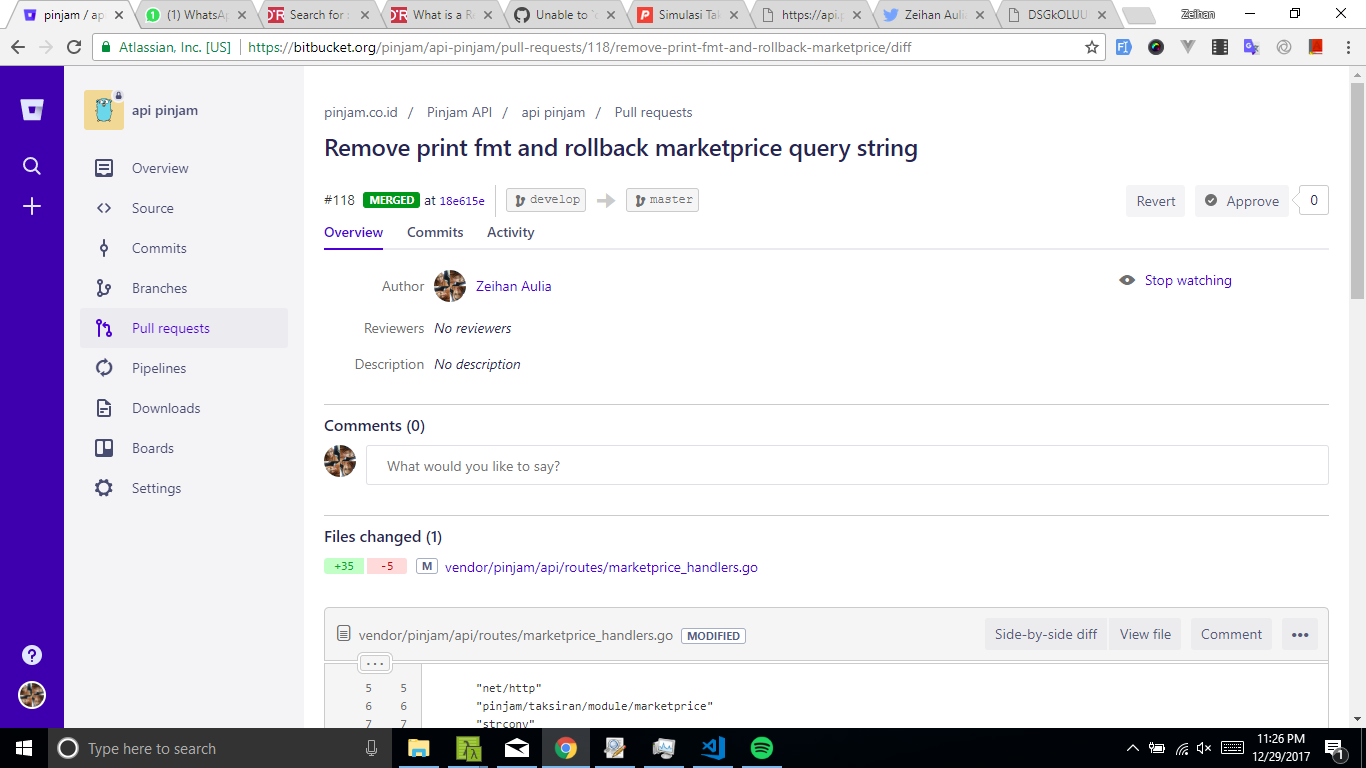 pinjam / ap
(1) WhatsAp
Search for
What is a Re
Unable to
Simulasi Tak
https://api.p
Zeihan Aulia
DSGkOLUU
Zeihan
Atlassian, Inc. [US] https://bitbucket.org/pinjam/api-pinjam/pull-requests/118/remove-print-fmt-and-rollback-marketprice/diff
api pinjam
Overview
Source
Commits
Branches
Pull requests
Pipelines
Downloads
Boards
Settings
pinjam.co.id / Pinjam API / api pinjam / Pull requests
Remove print fmt and rollback marketprice query string
#118 MERGED at 18e615e develop master
Revert Approve 0
Overview Commits Activity
Author Zeihan Aulia
Stop watching
Reviewers No reviewers
Description No description
Comments (0)
What would you like to say?
Files changed (1)
+35 -5 M vendor/pinjam/api/routes/marketprice_handlers.go
vendor/pinjam/api/routes/marketprice_handlers.go MODIFIED
Side-by-side diff View file Comment •••
...
5 5 "net/http"
6 6 "pinjam/taksiran/module/marketprice"
7 7 "strconv"
Type here to search
11:26 PM
12/29/2017
1